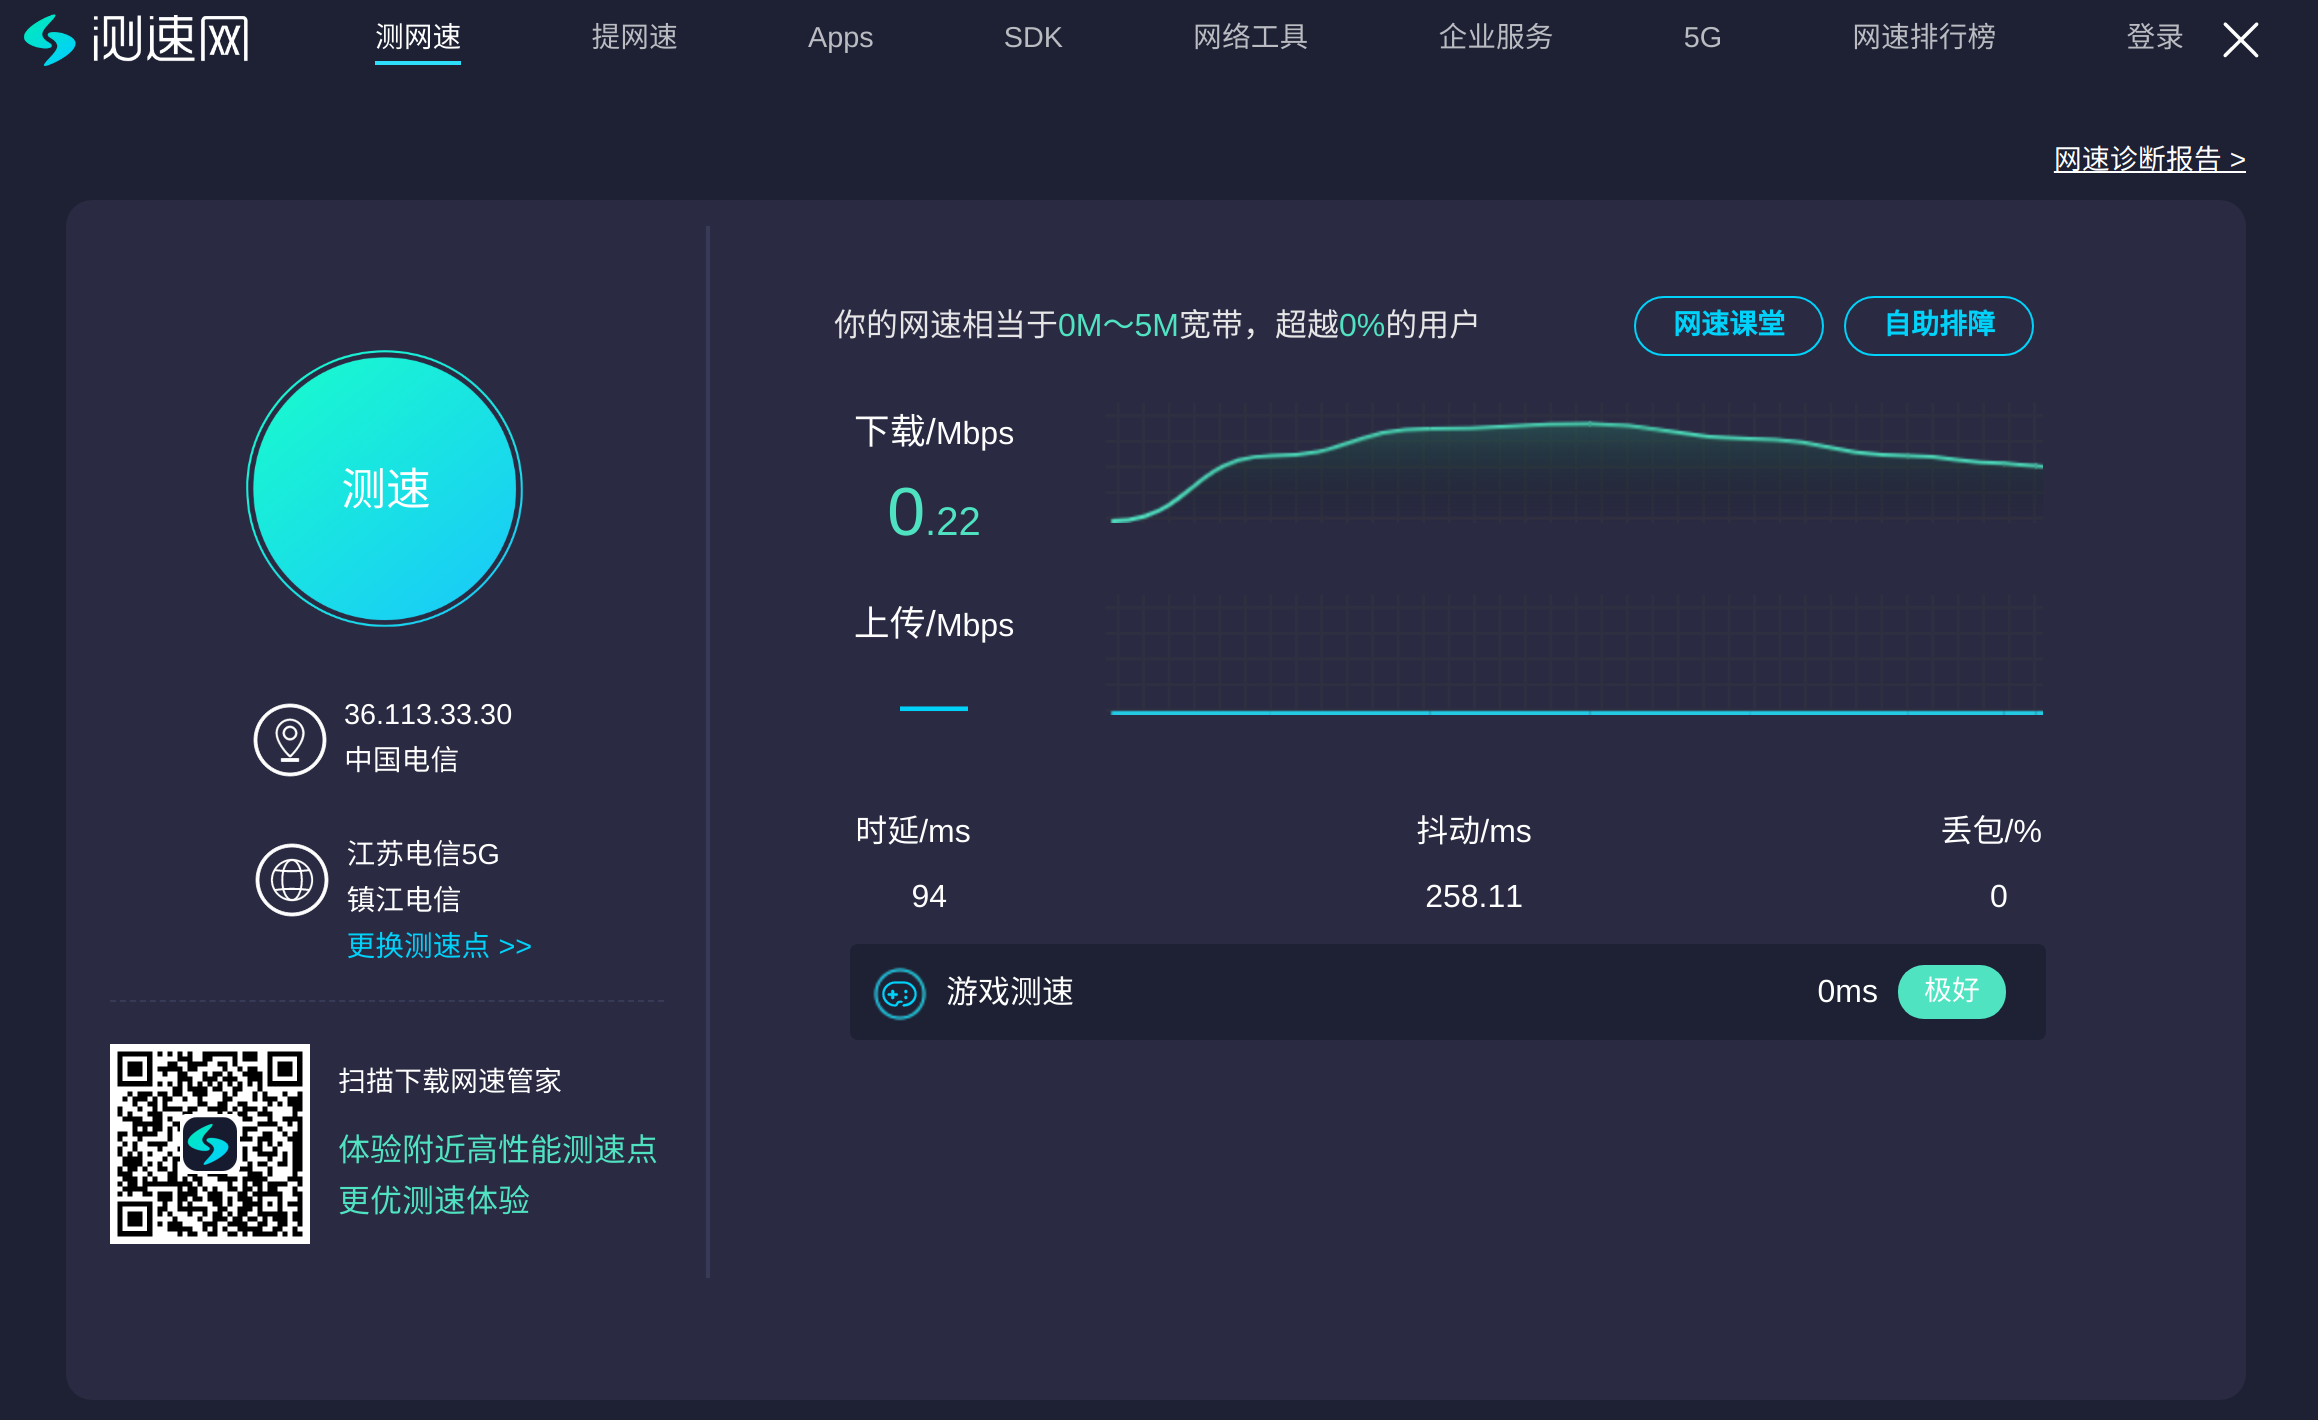 测速网
测网速 提网速 Apps SDK 网络工具 企业服务 5G 网速排行榜 登录
网速诊断报告 >
测速
36.113.33.30
中国电信
江苏电信5G
镇江电信
更换测速点 >>
扫描下载网速管家
体验附近高性能测速点
更优测速体验
你的网速相当于0M～5M宽带，超越0%的用户
网速课堂 自助排障
下载/Mbps
0.22
上传/Mbps
时延/ms 抖动/ms 丢包/%
94 258.11 0
游戏测速 0ms 极好